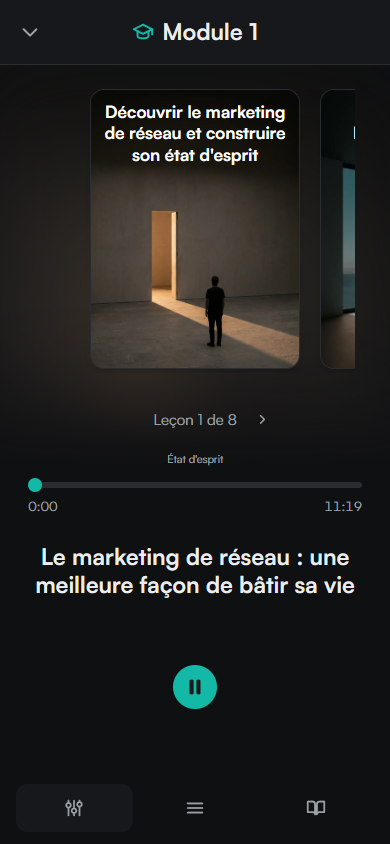 Module 1
Découvrir le marketing
de réseau et construire
son état d'esprit
Leçon 1 de 8
État d'esprit
0:00
11:19
Le marketing de réseau : une
meilleure façon de bâtir sa vie